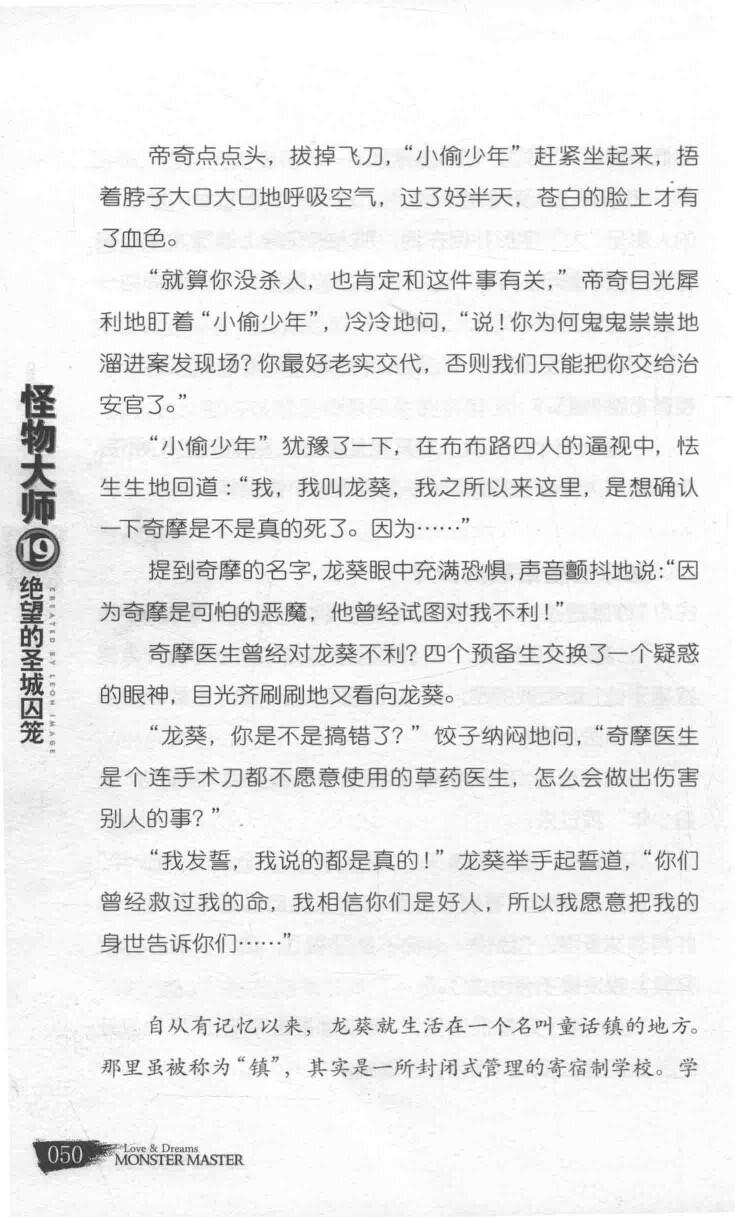 帝奇点点头，拔掉飞刀，“小偷少年”赶紧坐起来，捂
着脖子大口大口地呼吸空气，过了好半天，苍白的脸上才有
了血色。
“就算你没杀人，也肯定和这件事有关，”帝奇目光犀
利地盯着“小偷少年”，冷冷地问，“说！你为何鬼鬼祟祟地
溜进案发现场？你最好老实交代，否则我们只能把你交给治
安官了。”
“小偷少年”犹豫了一下，在布布路四人的逼视中，怯
生生地回道：“我，我叫龙葵，我之所以来这里，是想确认
一下奇摩是不是真的死了。因为……”
提到奇摩的名字，龙葵眼中充满恐惧，声音颤抖地说：“因
为奇摩是可怕的恶魔，他曾经试图对我不利！”
奇摩医生曾经对龙葵不利？四个预备生交换了一个疑惑
的眼神，目光齐刷刷地又看向龙葵。
“龙葵，你是不是搞错了？”饺子纳闷地问，“奇摩医生
是个连手术刀都不愿意使用的草药医生，怎么会做出伤害
别人的事？”
“我发誓，我说的都是真的！”龙葵举手起誓道，“你们
曾经救过我的命，我相信你们是好人，所以我愿意把我的
身世告诉你们……”
自从有记忆以来，龙葵就生活在一个名叫童话镇的地方。
那里虽被称为“镇”，其实是一所封闭式管理的寄宿制学校。学
怪物大师
19
绝望的圣城囚笼
CREATED BY LEON IMAGE
050
Love & Dreams
MONSTER MASTER